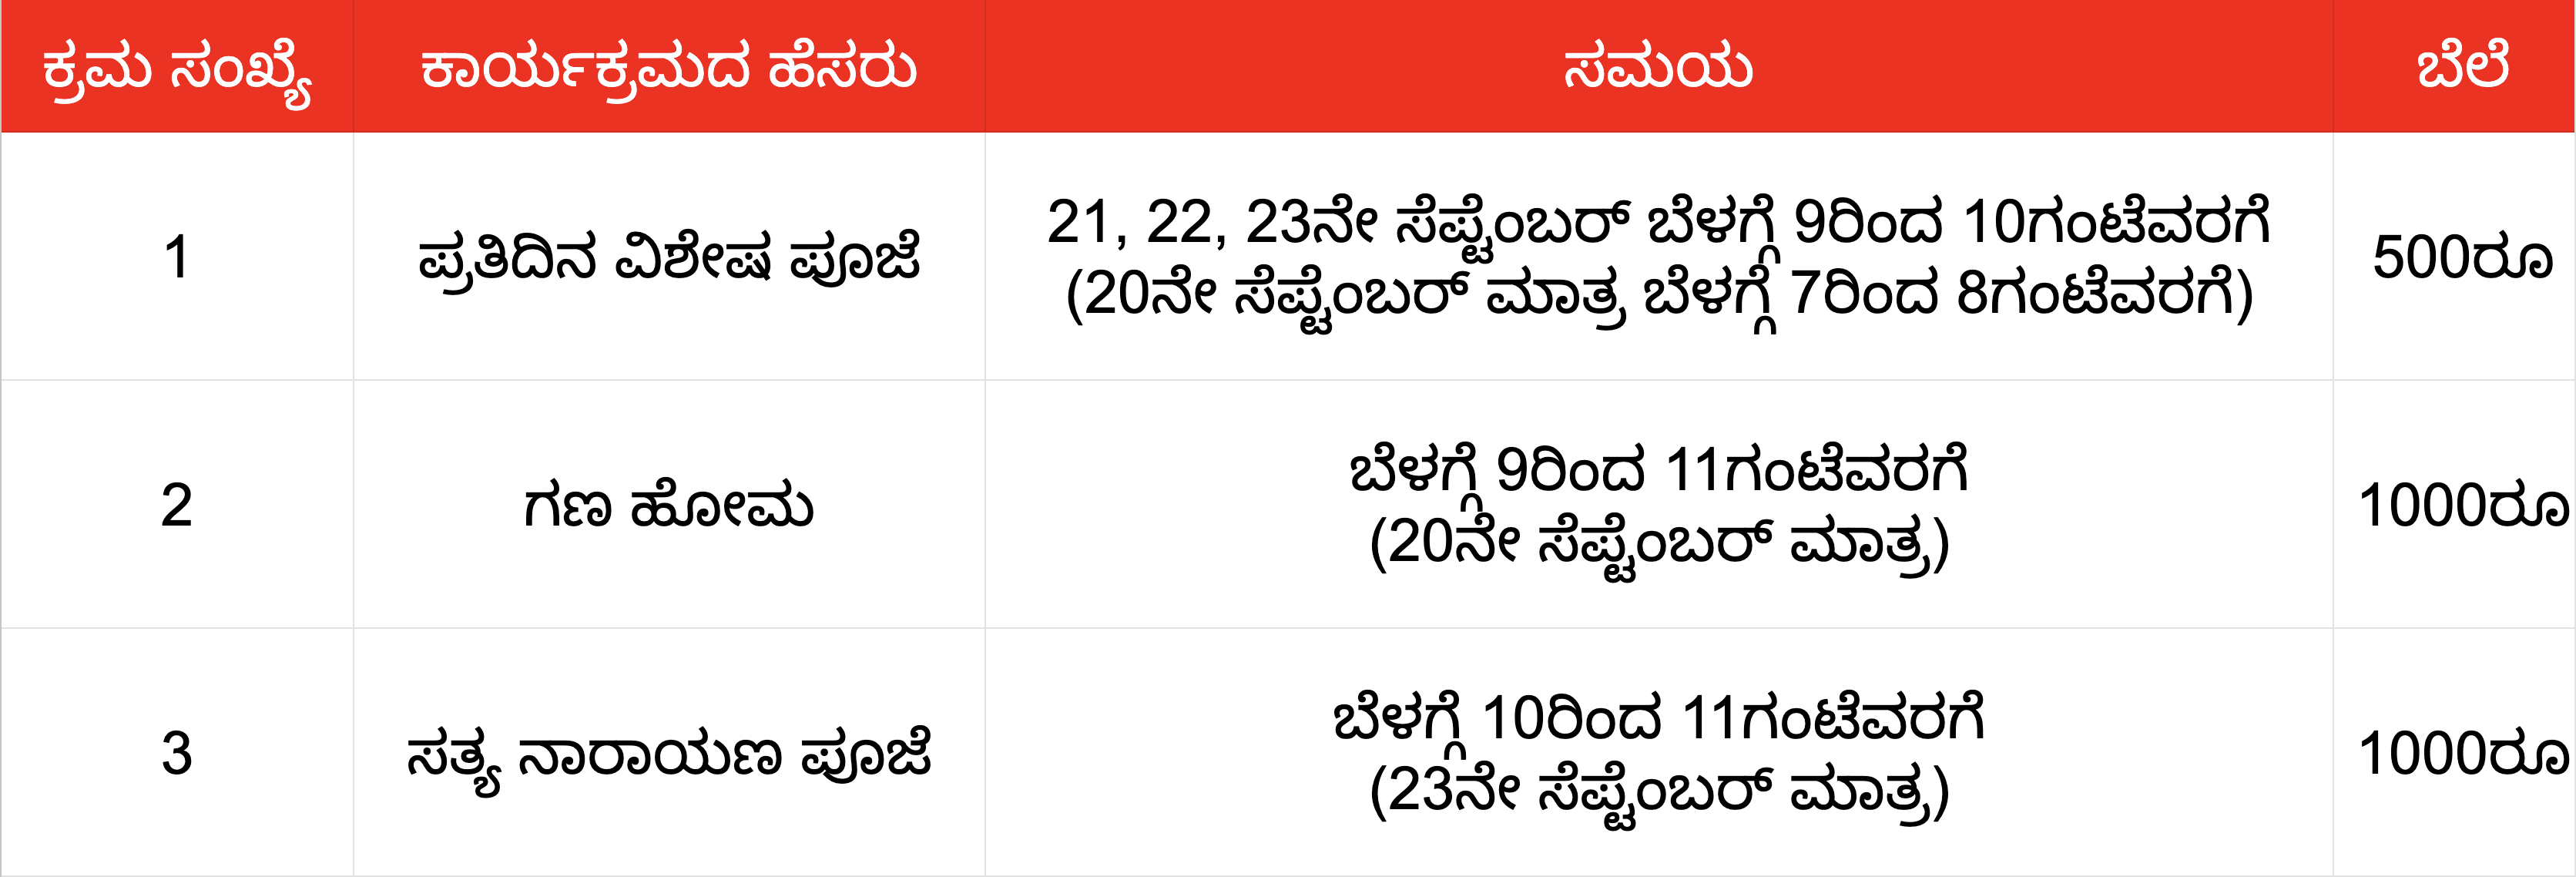 ಕ್ರಮ ಸಂಖ್ಯೆ ಕಾರ್ಯಕ್ರಮದ ಹೆಸರು ಸಮಯ ಬೆಲೆ
1 ಪ್ರತಿದಿನ ವಿಶೇಷ ಪೂಜೆ 21, 22, 23ನೇ ಸೆಪ್ಟೆಂಬರ್ ಬೆಳಗ್ಗೆ 9ರಿಂದ 10ಗಂಟೆವರಗೆ 500ರೂ
(20ನೇ ಸೆಪ್ಟೆಂಬರ್ ಮಾತ್ರ ಬೆಳಗ್ಗೆ 7ರಿಂದ 8ಗಂಟೆವರಗೆ)
2 ಗಣ ಹೋಮ ಬೆಳಗ್ಗೆ 9ರಿಂದ 11ಗಂಟೆವರಗೆ 1000ರೂ
(20ನೇ ಸೆಪ್ಟೆಂಬರ್ ಮಾತ್ರ)
3 ಸತ್ಯ ನಾರಾಯಣ ಪೂಜೆ ಬೆಳಗ್ಗೆ 10ರಿಂದ 11ಗಂಟೆವರಗೆ 1000ರೂ
(23ನೇ ಸೆಪ್ಟೆಂಬರ್ ಮಾತ್ರ)